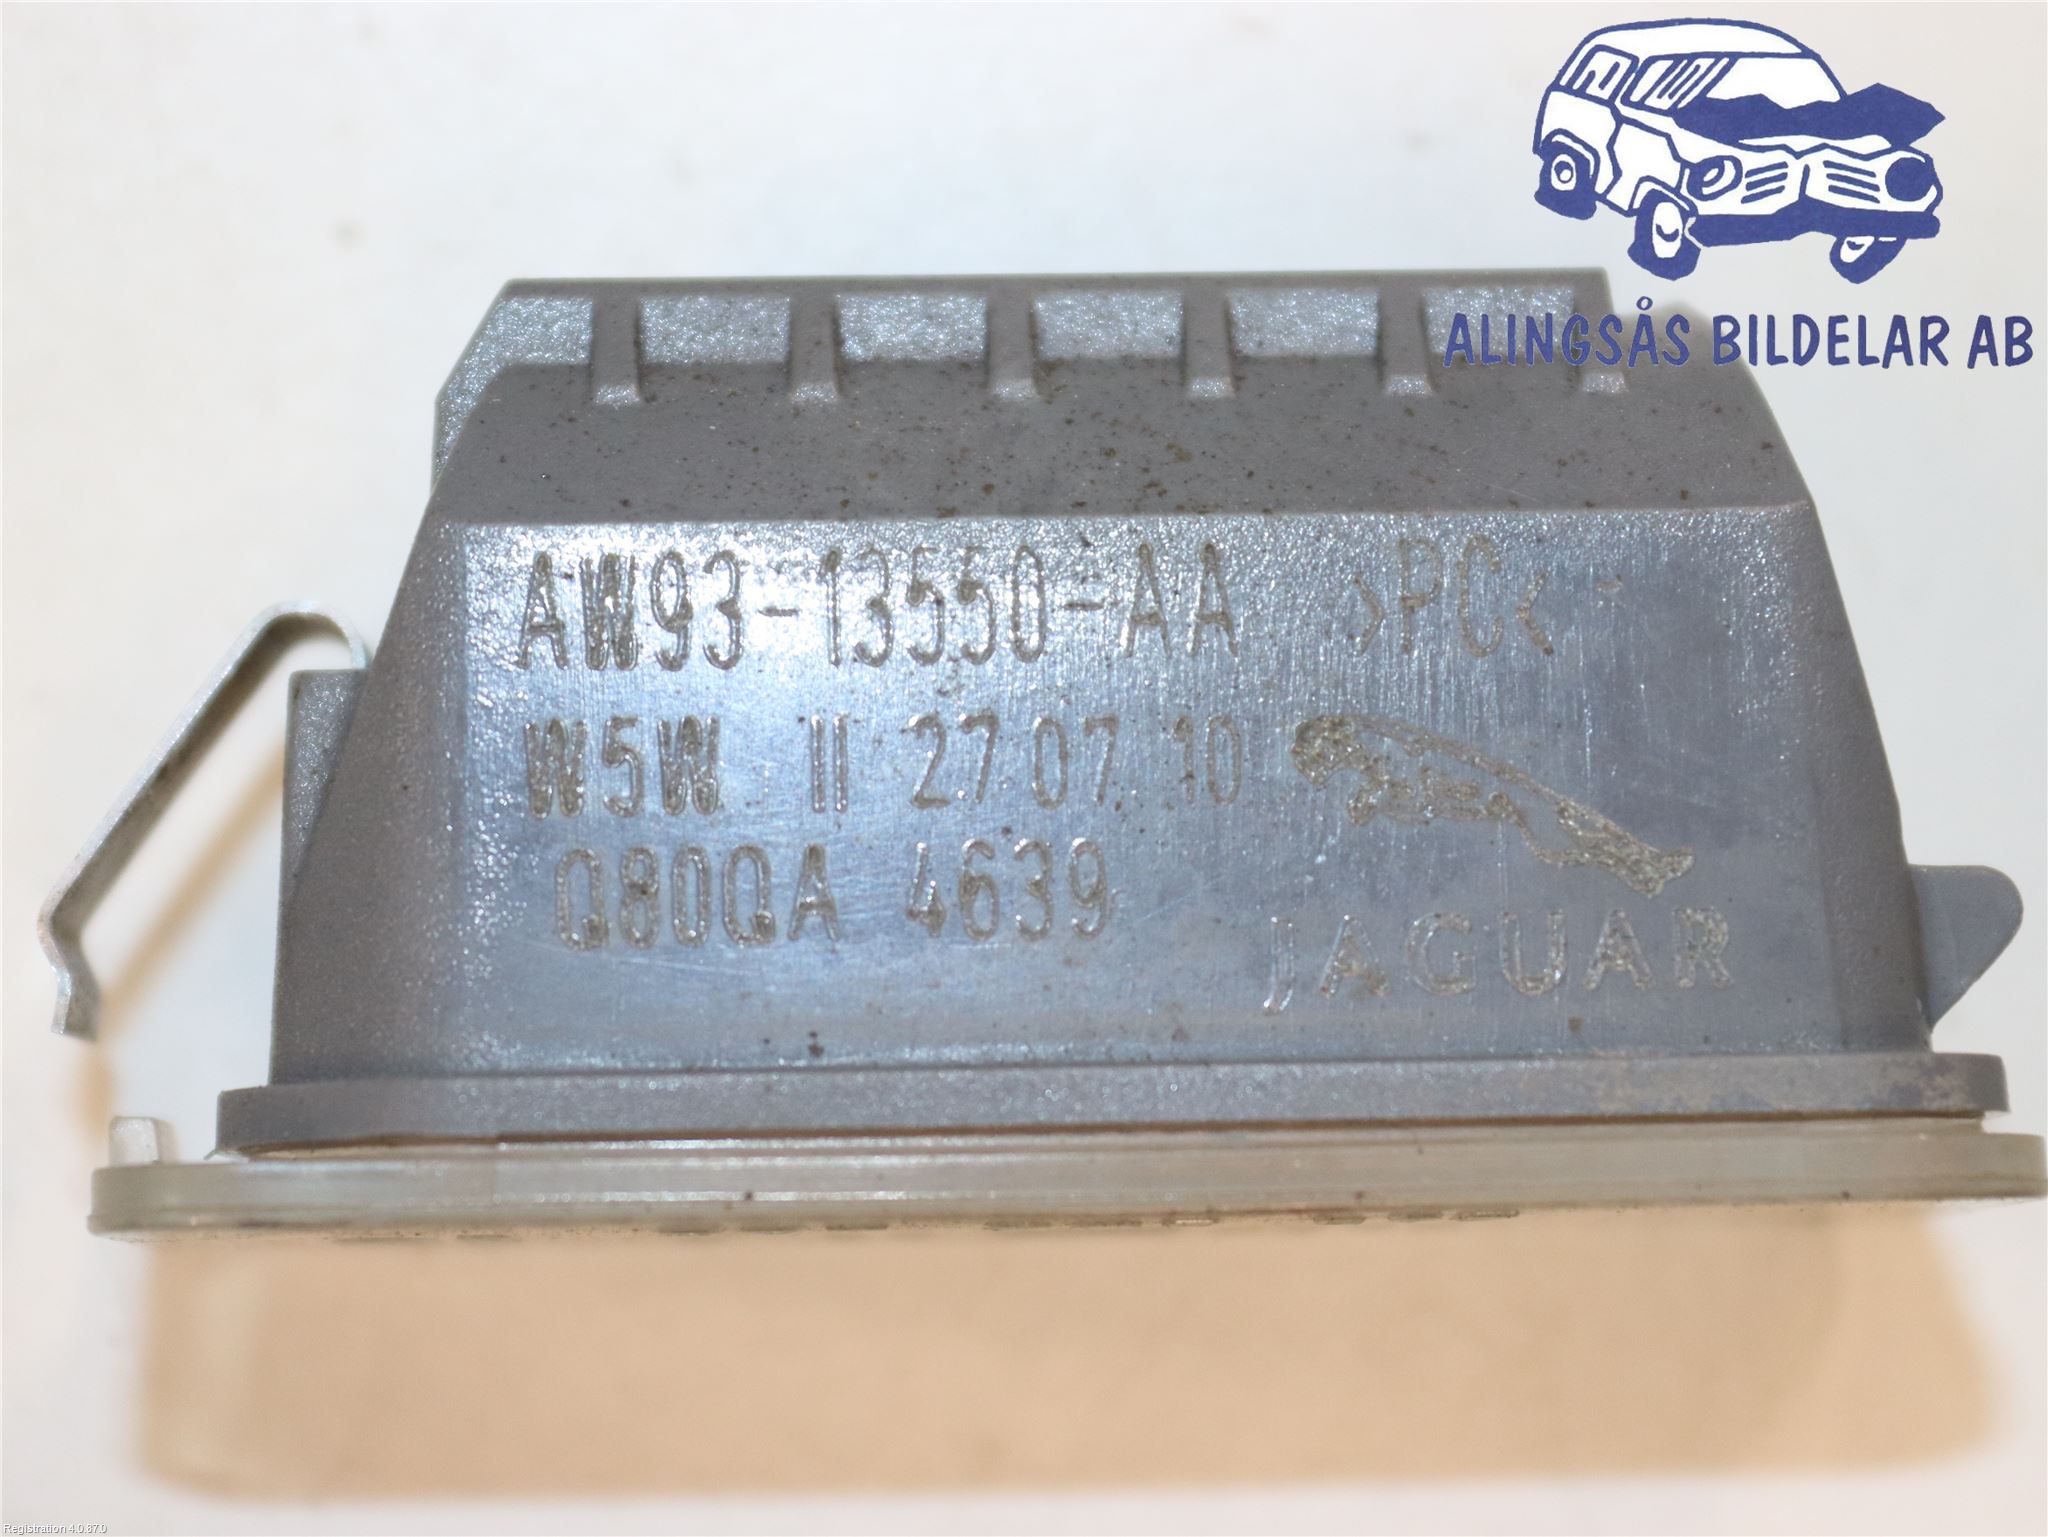 ALINGSÅS BILDELAR AB
AW93-13550-AA >PC<
W5W II 27 07 10
Q80QA 4639
JAGUAR
Registration 4.0.87.0